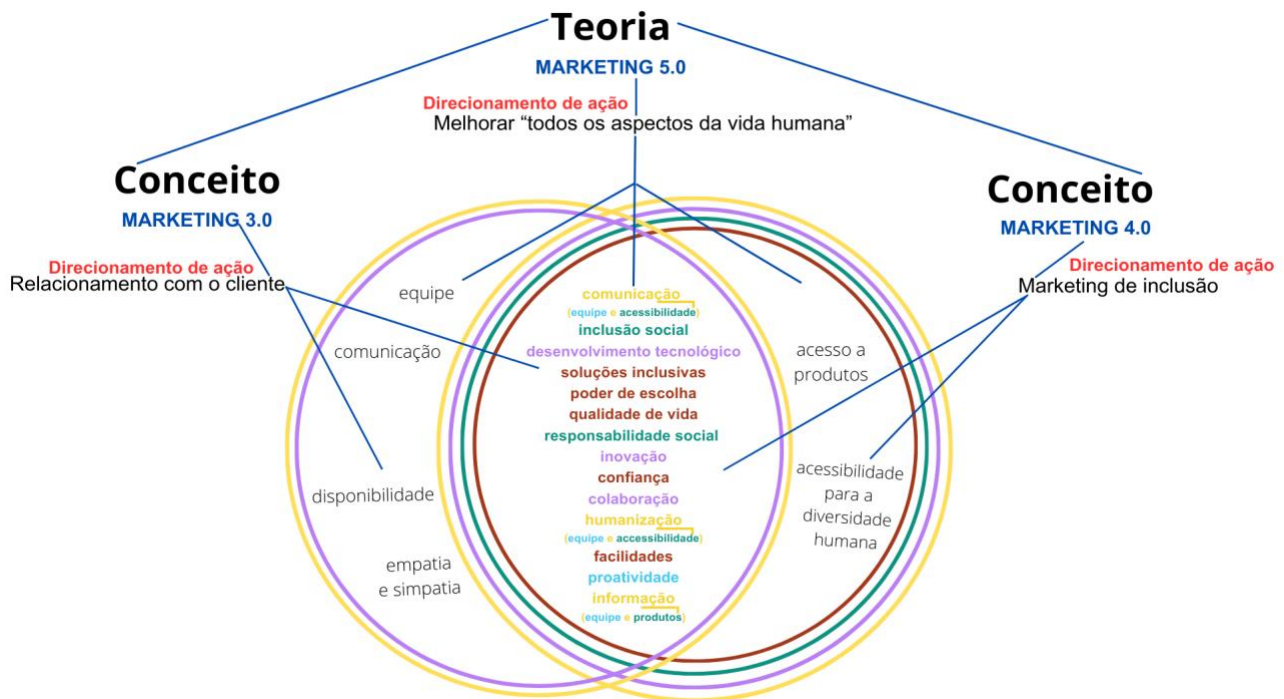 Teoria
MARKETING 5.0
Direcionamento de ação
Melhorar “todos os aspectos da vida humana”
Conceito
MARKETING 3.0
Direcionamento de ação
Relacionamento com o cliente
Conceito
MARKETING 4.0
Direcionamento de ação
Marketing de inclusão
equipe
comunicação
disponibilidade
empatia
e simpatia
comunicação
(equipe e acessibilidade)
inclusão social
desenvolvimento tecnológico
soluções inclusivas
poder de escolha
qualidade de vida
responsabilidade social
inovação
confiança
colaboração
humanização
(equipe e accessibilidade)
facilidades
proatividade
informação
(equipe e produtos)
acesso a
produtos
acessibilidade
para a
diversidade
humana